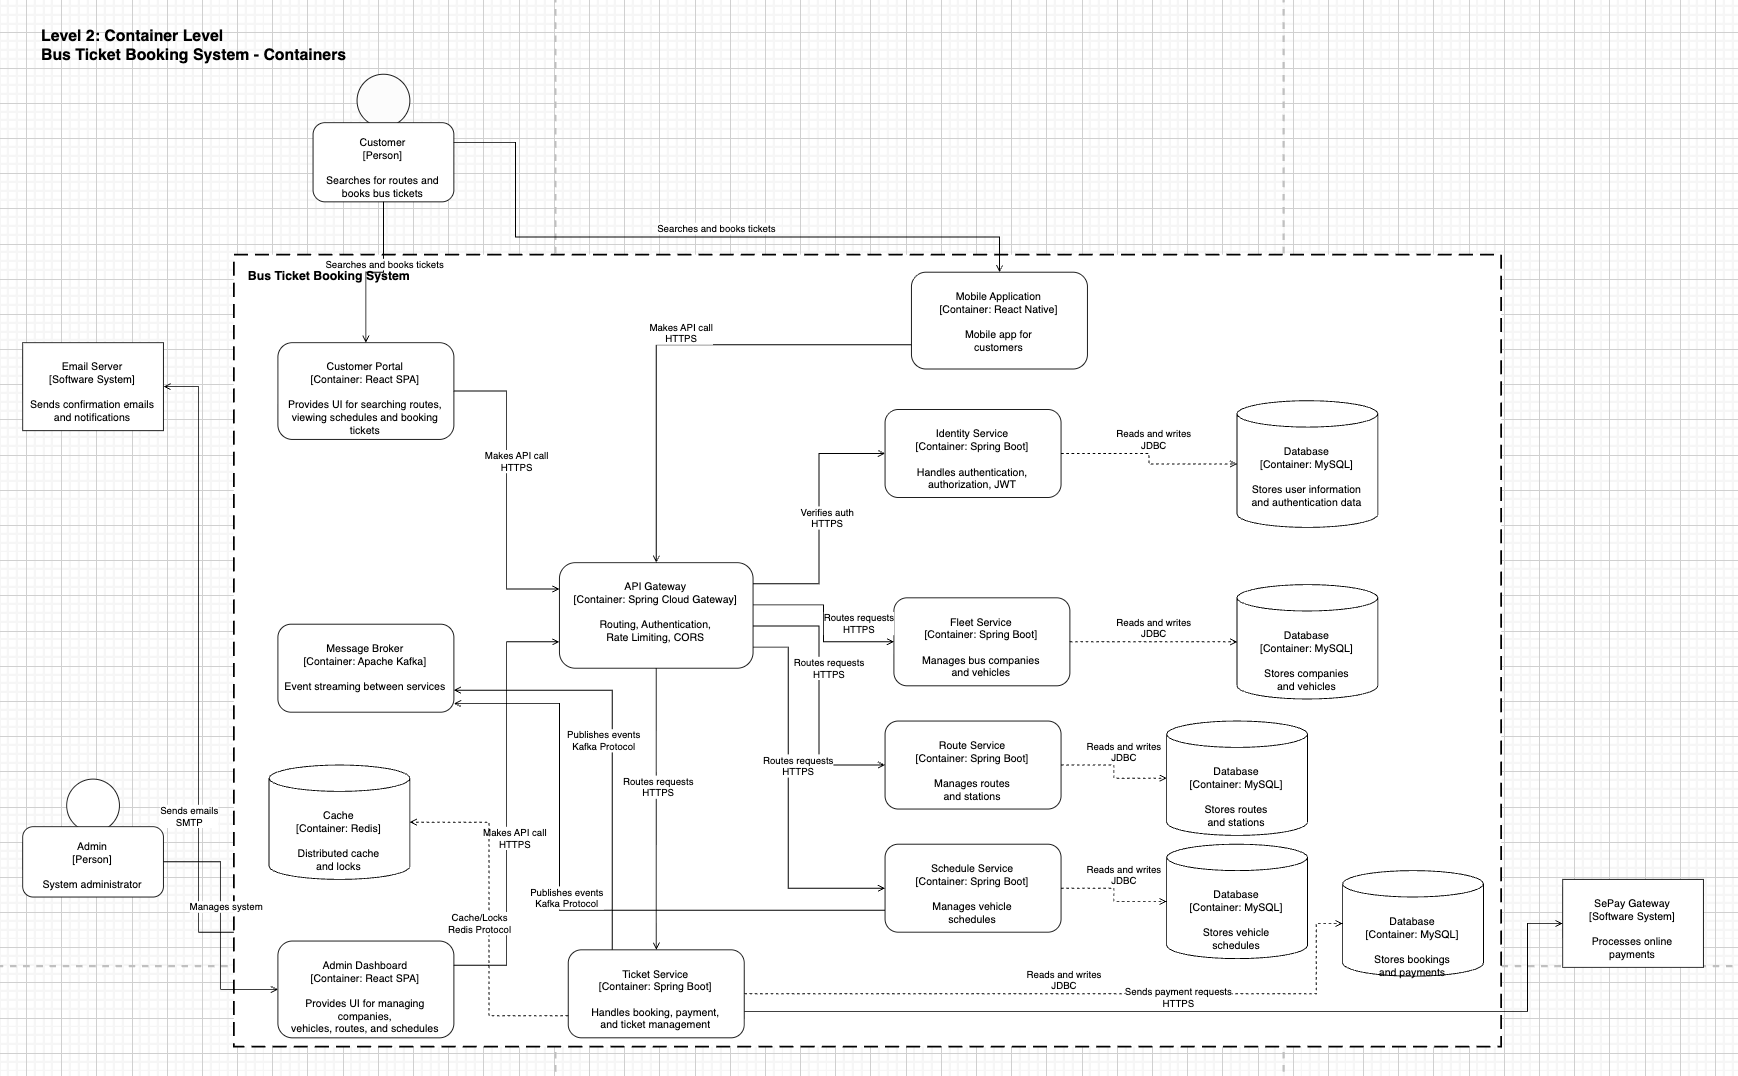 Level 2: Container Level
Bus Ticket Booking System - Containers
Customer
[Person]
Searches for routes and
books bus tickets
Searches and books tickets
Searches and books tickets
Bus Ticket Booking System
Mobile Application
[Container: React Native]
Mobile app for
customers
Makes API call
HTTPS
Email Server
[Software System]
Sends confirmation emails
and notifications
Customer Portal
[Container: React SPA]
Provides UI for searching routes,
viewing schedules and booking
tickets
Makes API call
HTTPS
Identity Service
[Container: Spring Boot]
Handles authentication,
authorization, JWT
Reads and writes
JDBC
Database
[Container: MySQL]
Stores user information
and authentication data
Verifies auth
HTTPS
API Gateway
[Container: Spring Cloud Gateway]
Routing, Authentication,
Rate Limiting, CORS
Routes requests
HTTPS
Fleet Service
[Container: Spring Boot]
Manages bus companies
and vehicles
Reads and writes
JDBC
Database
[Container: MySQL]
Stores companies
and vehicles
Message Broker
[Container: Apache Kafka]
Event streaming between services
Routes requests
HTTPS
Publishes events
Kafka Protocol
Routes requests
HTTPS
Route Service
[Container: Spring Boot]
Manages routes
and stations
Reads and writes
JDBC
Database
[Container: MySQL]
Stores routes
and stations
Routes requests
HTTPS
Cache
[Container: Redis]
Distributed cache
and locks
Makes API call
HTTPS
Sends emails
SMTP
Admin
[Person]
System administrator
Manages system
Cache/Locks
Redis Protocol
Publishes events
Kafka Protocol
Schedule Service
[Container: Spring Boot]
Manages vehicle
schedules
Reads and writes
JDBC
Database
[Container: MySQL]
Stores vehicle
schedules
Database
[Container: MySQL]
Stores bookings
and payments
SePay Gateway
[Software System]
Processes online
payments
Admin Dashboard
[Container: React SPA]
Provides UI for managing
companies,
vehicles, routes, and schedules
Ticket Service
[Container: Spring Boot]
Handles booking, payment,
and ticket management
Reads and writes
JDBC
Sends payment requests
HTTPS